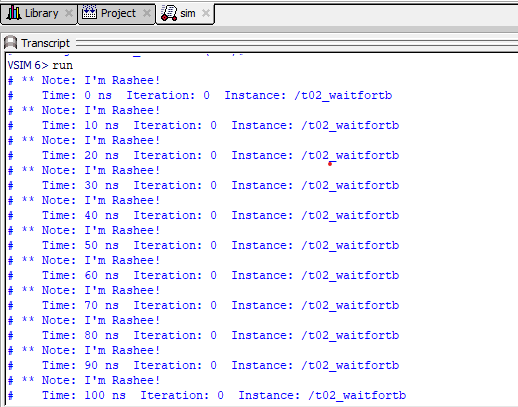 Library Project sim
Transcript
VSIM 6> run
# ** Note: I'm Rashee!
#    Time: 0 ns  Iteration: 0  Instance: /t02_waitfortb
# ** Note: I'm Rashee!
#    Time: 10 ns  Iteration: 0  Instance: /t02_waitfortb
# ** Note: I'm Rashee!
#    Time: 20 ns  Iteration: 0  Instance: /t02_waitfortb
# ** Note: I'm Rashee!
#    Time: 30 ns  Iteration: 0  Instance: /t02_waitfortb
# ** Note: I'm Rashee!
#    Time: 40 ns  Iteration: 0  Instance: /t02_waitfortb
# ** Note: I'm Rashee!
#    Time: 50 ns  Iteration: 0  Instance: /t02_waitfortb
# ** Note: I'm Rashee!
#    Time: 60 ns  Iteration: 0  Instance: /t02_waitfortb
# ** Note: I'm Rashee!
#    Time: 70 ns  Iteration: 0  Instance: /t02_waitfortb
# ** Note: I'm Rashee!
#    Time: 80 ns  Iteration: 0  Instance: /t02_waitfortb
# ** Note: I'm Rashee!
#    Time: 90 ns  Iteration: 0  Instance: /t02_waitfortb
# ** Note: I'm Rashee!
#    Time: 100 ns  Iteration: 0  Instance: /t02_waitfortb